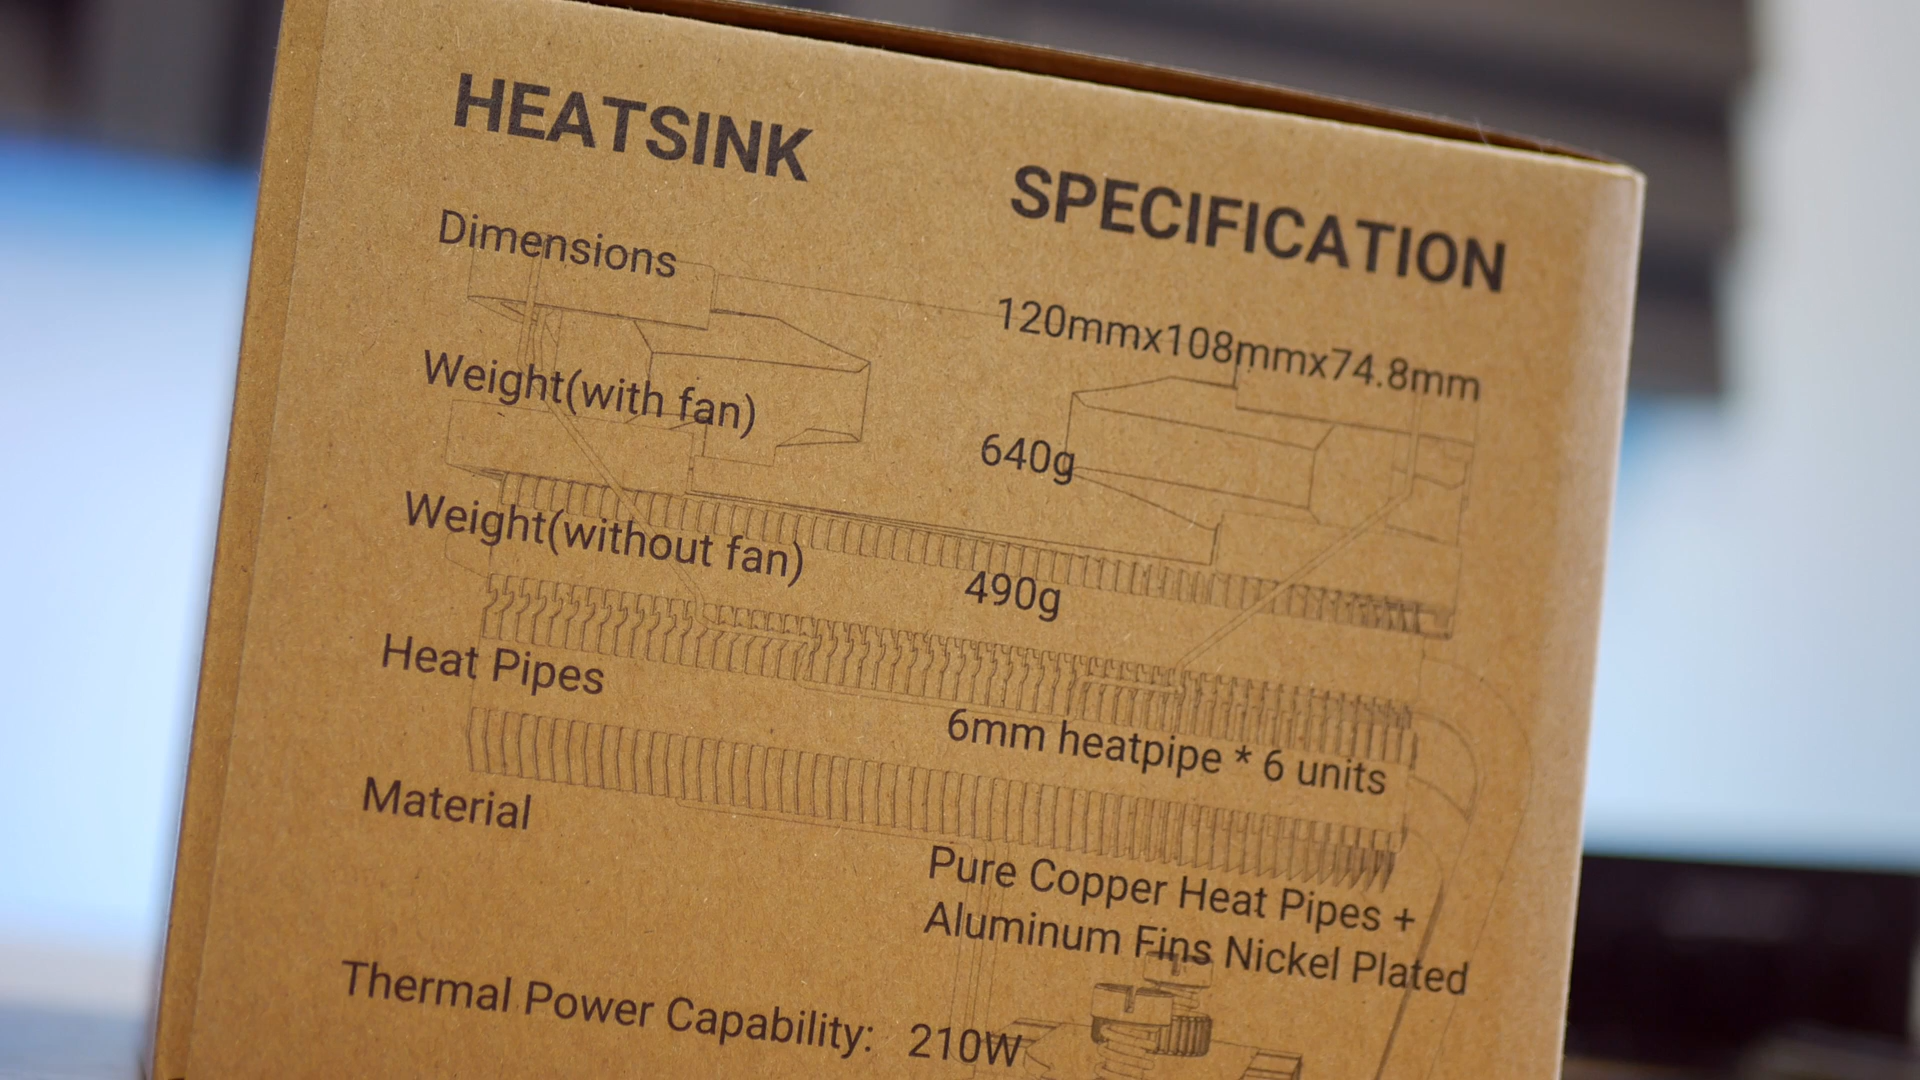 HEATSINK SPECIFICATION
Dimensions 120mmx108mmx74.8mm
Weight(with fan) 640g
Weight(without fan) 490g
Heat Pipes 6mm heatpipe * 6 units
Material Pure Copper Heat Pipes +
Aluminum Fins Nickel Plated
Thermal Power Capability: 210W